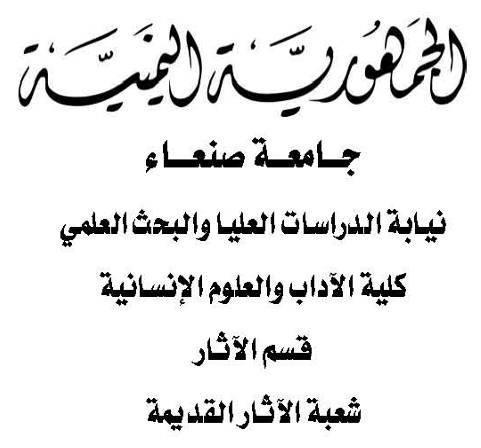 الجمهورية اليمنية
جامعة صنعاء
نيابة الدراسات العليا والبحث العلمي
كلية الآداب والعلوم الإنسانية
قسم الآثار
شعبة الآثار القديمة